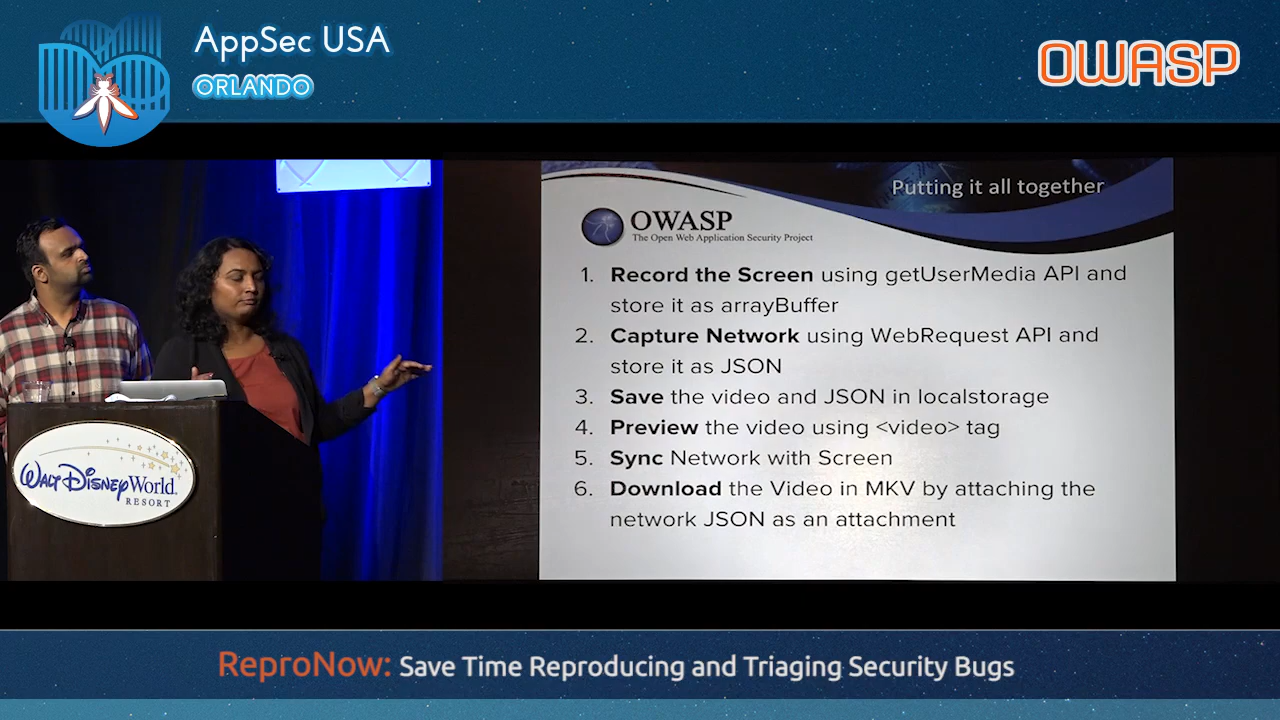 AppSec USA
ORLANDO
OWASP
Putting it all together
OWASP
The Open Web Application Security Project
1. Record the Screen using getUserMedia API and
store it as arrayBuffer
2. Capture Network using WebRequest API and
store it as JSON
3. Save the video and JSON in localstorage
4. Preview the video using <video> tag
5. Sync Network with Screen
6. Download the Video in MKV by attaching the
network JSON as an attachment
WALT DISNEY WORLD
RESORT
ReproNow: Save Time Reproducing and Triaging Security Bugs